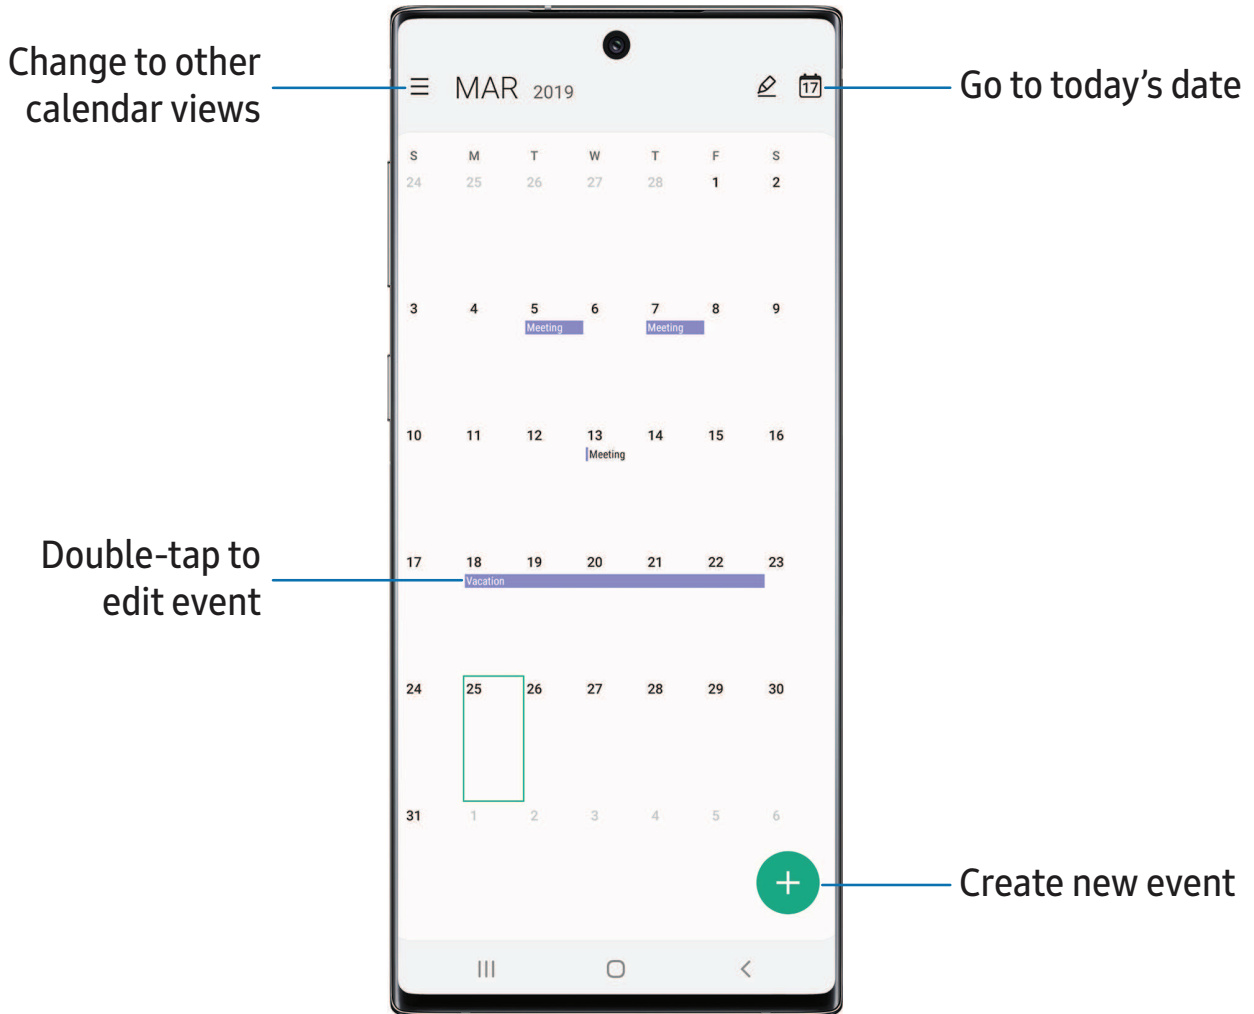 Change to other
calendar views
MAR 2019
17
Go to today's date
S M T W T F S
24 25 26 27 28 1 2
3 4 5 6 7 8 9
Meeting Meeting
10 11 12 13 14 15 16
Meeting
Double-tap to
edit event
17 18 19 20 21 22 23
Vacation
24 25 26 27 28 29 30
31 1 2 3 4 5 6
Create new event